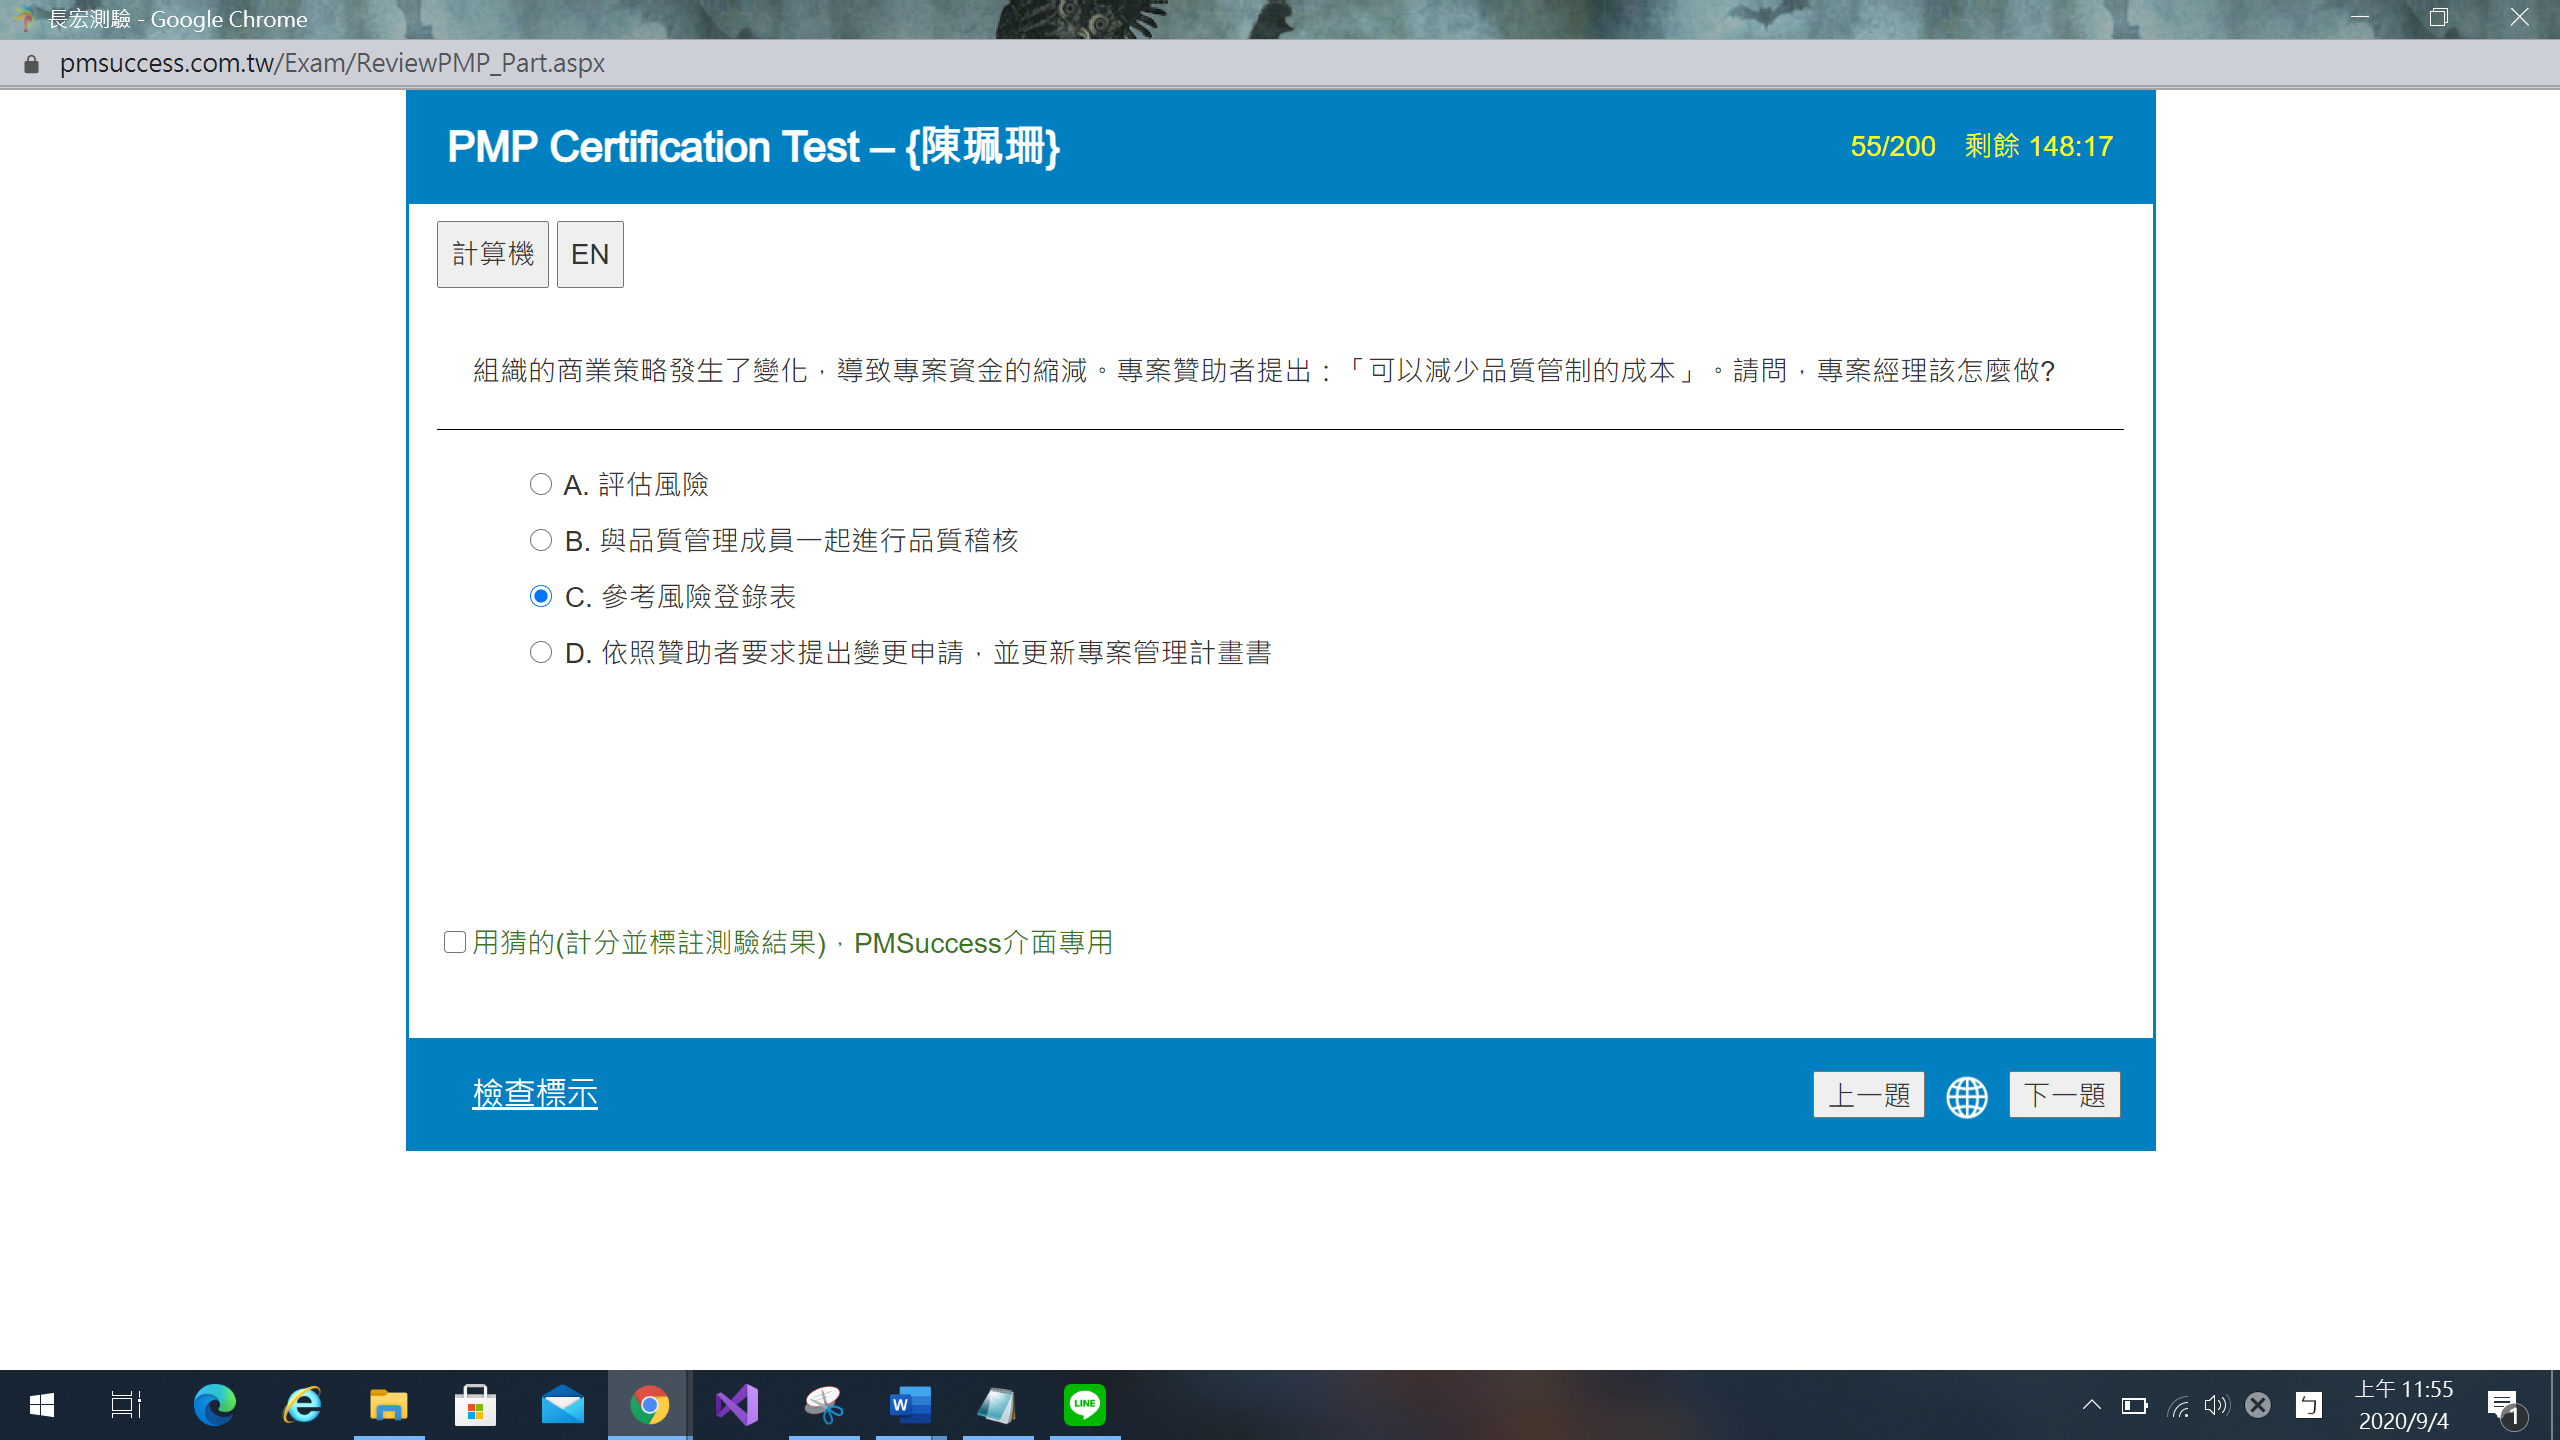 長宏測驗 - Google Chrome
pmsuccess.com.tw/Exam/ReviewPMP_Part.aspx
PMP Certification Test – {陳珮珊}
55/200 剩餘 148:17
計算機 EN
組織的商業策略發生了變化，導致專案資金的縮減。專案贊助者提出：「可以減少品質管制的成本」。請問，專案經理該怎麼做?
A. 評估風險
B. 與品質管理成員一起進行品質稽核
C. 參考風險登錄表
D. 依照贊助者要求提出變更申請，並更新專案管理計畫書
用猜的(計分並標註測驗結果)，PMSuccess介面專用
檢查標示
上一題 下一題
W
LINE
ㄅ
上午 11:55
2020/9/4
1